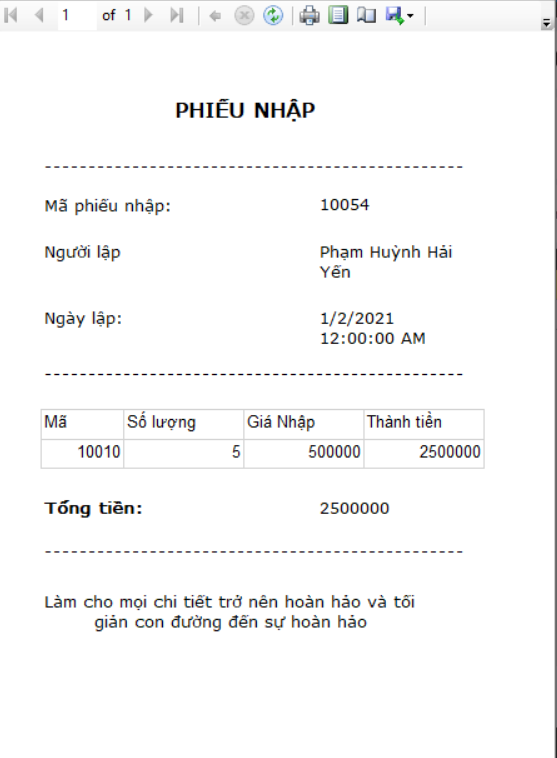 1 of 1
PHIẾU NHẬP
-----------------------------------------------
Mã phiếu nhập: 10054
Người lập Phạm Huỳnh Hải
Yến
Ngày lập: 1/2/2021
12:00:00 AM
-----------------------------------------------
Mã Số lượng Giá Nhập Thành tiền
10010 5 500000 2500000
Tổng tiền: 2500000
-----------------------------------------------
Làm cho mọi chi tiết trở nên hoàn hảo và tối
giản con đường đến sự hoàn hảo